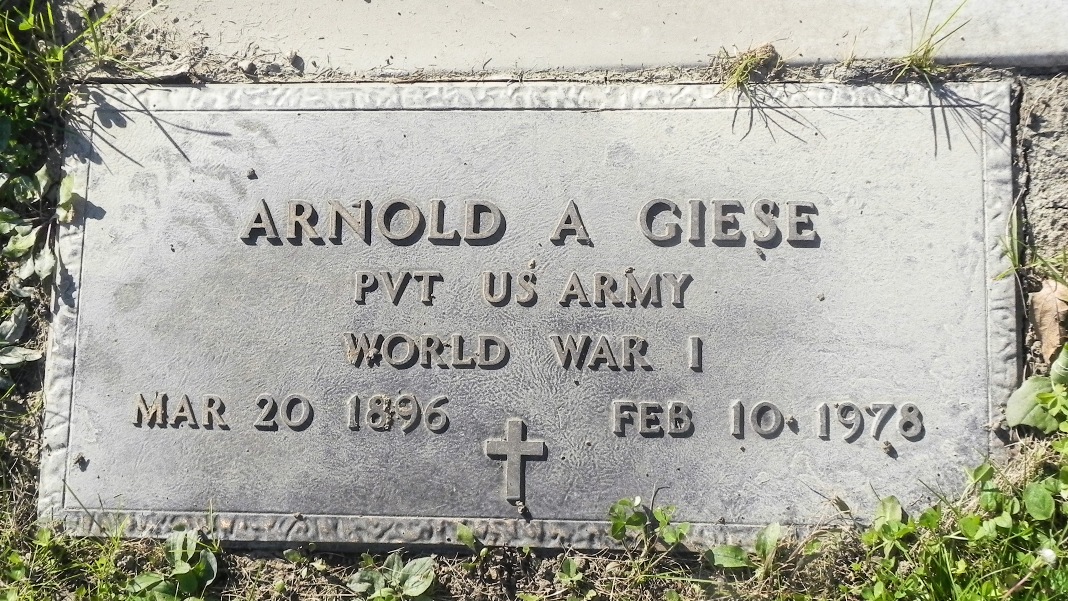 ARNOLD A GIESE
PVT US ARMY
WORLD WAR I
MAR 20 1896 FEB 10 1978